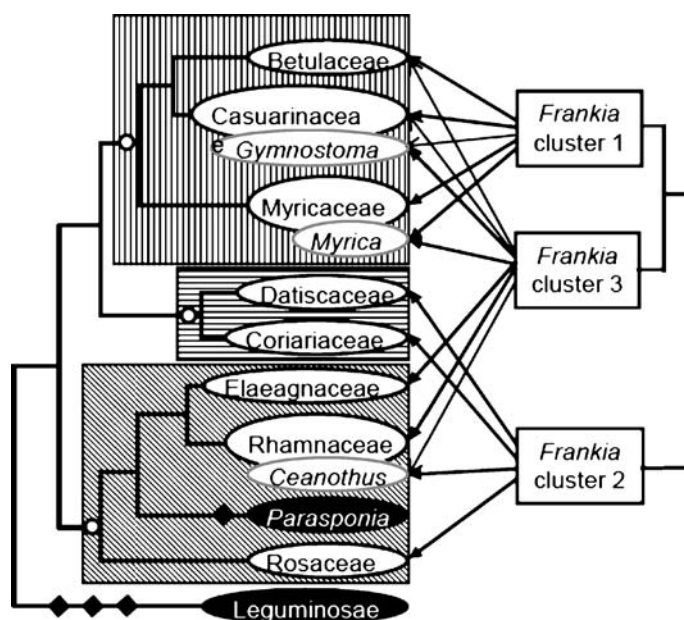 Betulaceae
Casuarinacea
e
Gymnostoma
Myricaceae
Myrica
Datiscaceae
Coriariaceae
Elaeagnaceae
Rhamnaceae
Ceanothus
Parasponia
Rosaceae
Leguminosae
Frankia
cluster 1
Frankia
cluster 3
Frankia
cluster 2